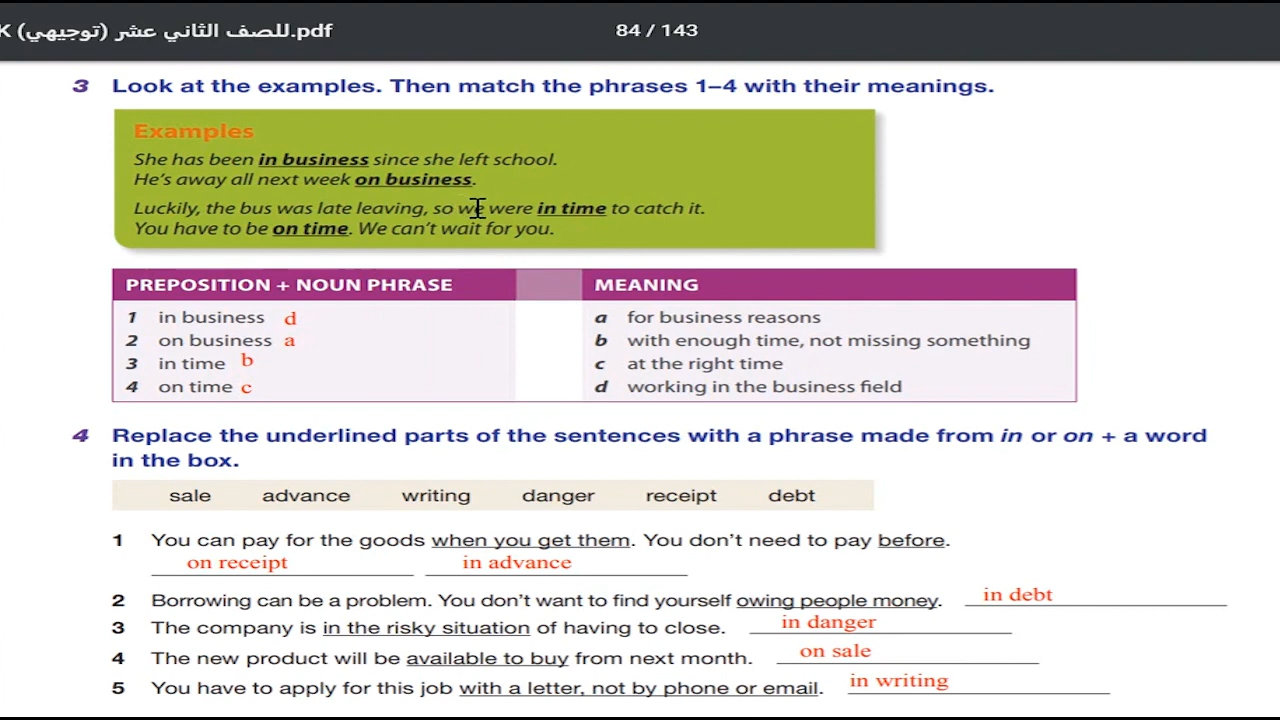 K (توجيهي) للصف الثاني عشر.pdf
84 / 143
3 Look at the examples. Then match the phrases 1–4 with their meanings.
Examples
She has been in business since she left school.
He's away all next week on business.
Luckily, the bus was late leaving, so we were in time to catch it.
You have to be on time. We can't wait for you.
PREPOSITION + NOUN PHRASE MEANING
1 in business d a for business reasons
2 on business a b with enough time, not missing something
3 in time b c at the right time
4 on time c d working in the business field
4 Replace the underlined parts of the sentences with a phrase made from in or on + a word
in the box.
sale advance writing danger receipt debt
1 You can pay for the goods when you get them. You don't need to pay before.
on receipt in advance
2 Borrowing can be a problem. You don't want to find yourself owing people money. in debt
3 The company is in the risky situation of having to close. in danger
4 The new product will be available to buy from next month. on sale
5 You have to apply for this job with a letter, not by phone or email. in writing